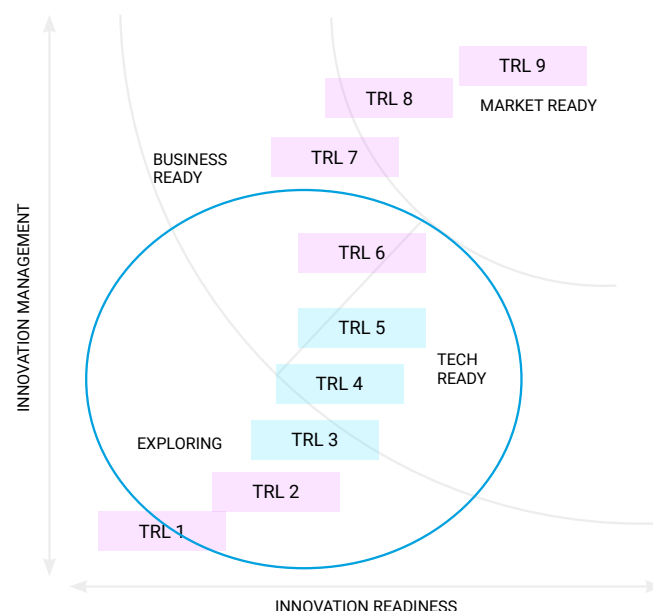 TRL 9
TRL 8
MARKET READY
TRL 7
BUSINESS
READY
TRL 6
INNOVATION MANAGEMENT
TRL 5
TECH
READY
TRL 4
TRL 3
EXPLORING
TRL 2
TRL 1
INNOVATION READINESS